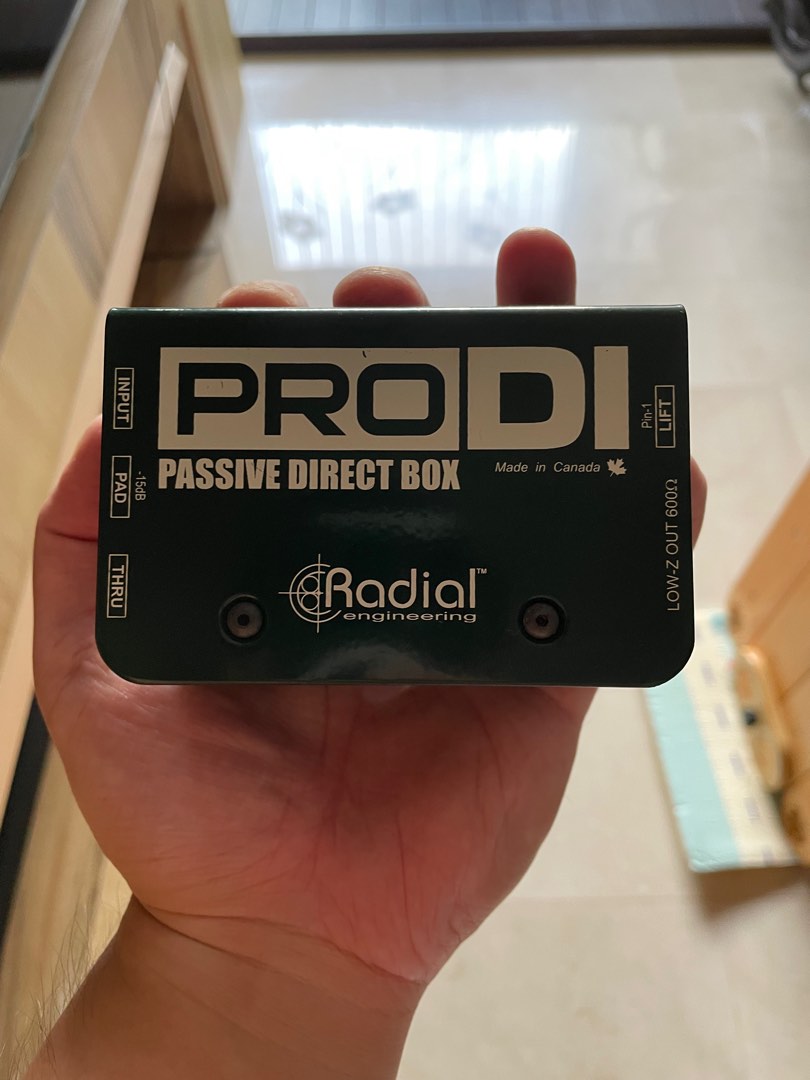 PRO DI
PASSIVE DIRECT BOX
Made in Canada
INPUT
PAD
-15dB
THRU
Pin-1
LIFT
LOW-Z OUT 600Ω
Radial™
engineering